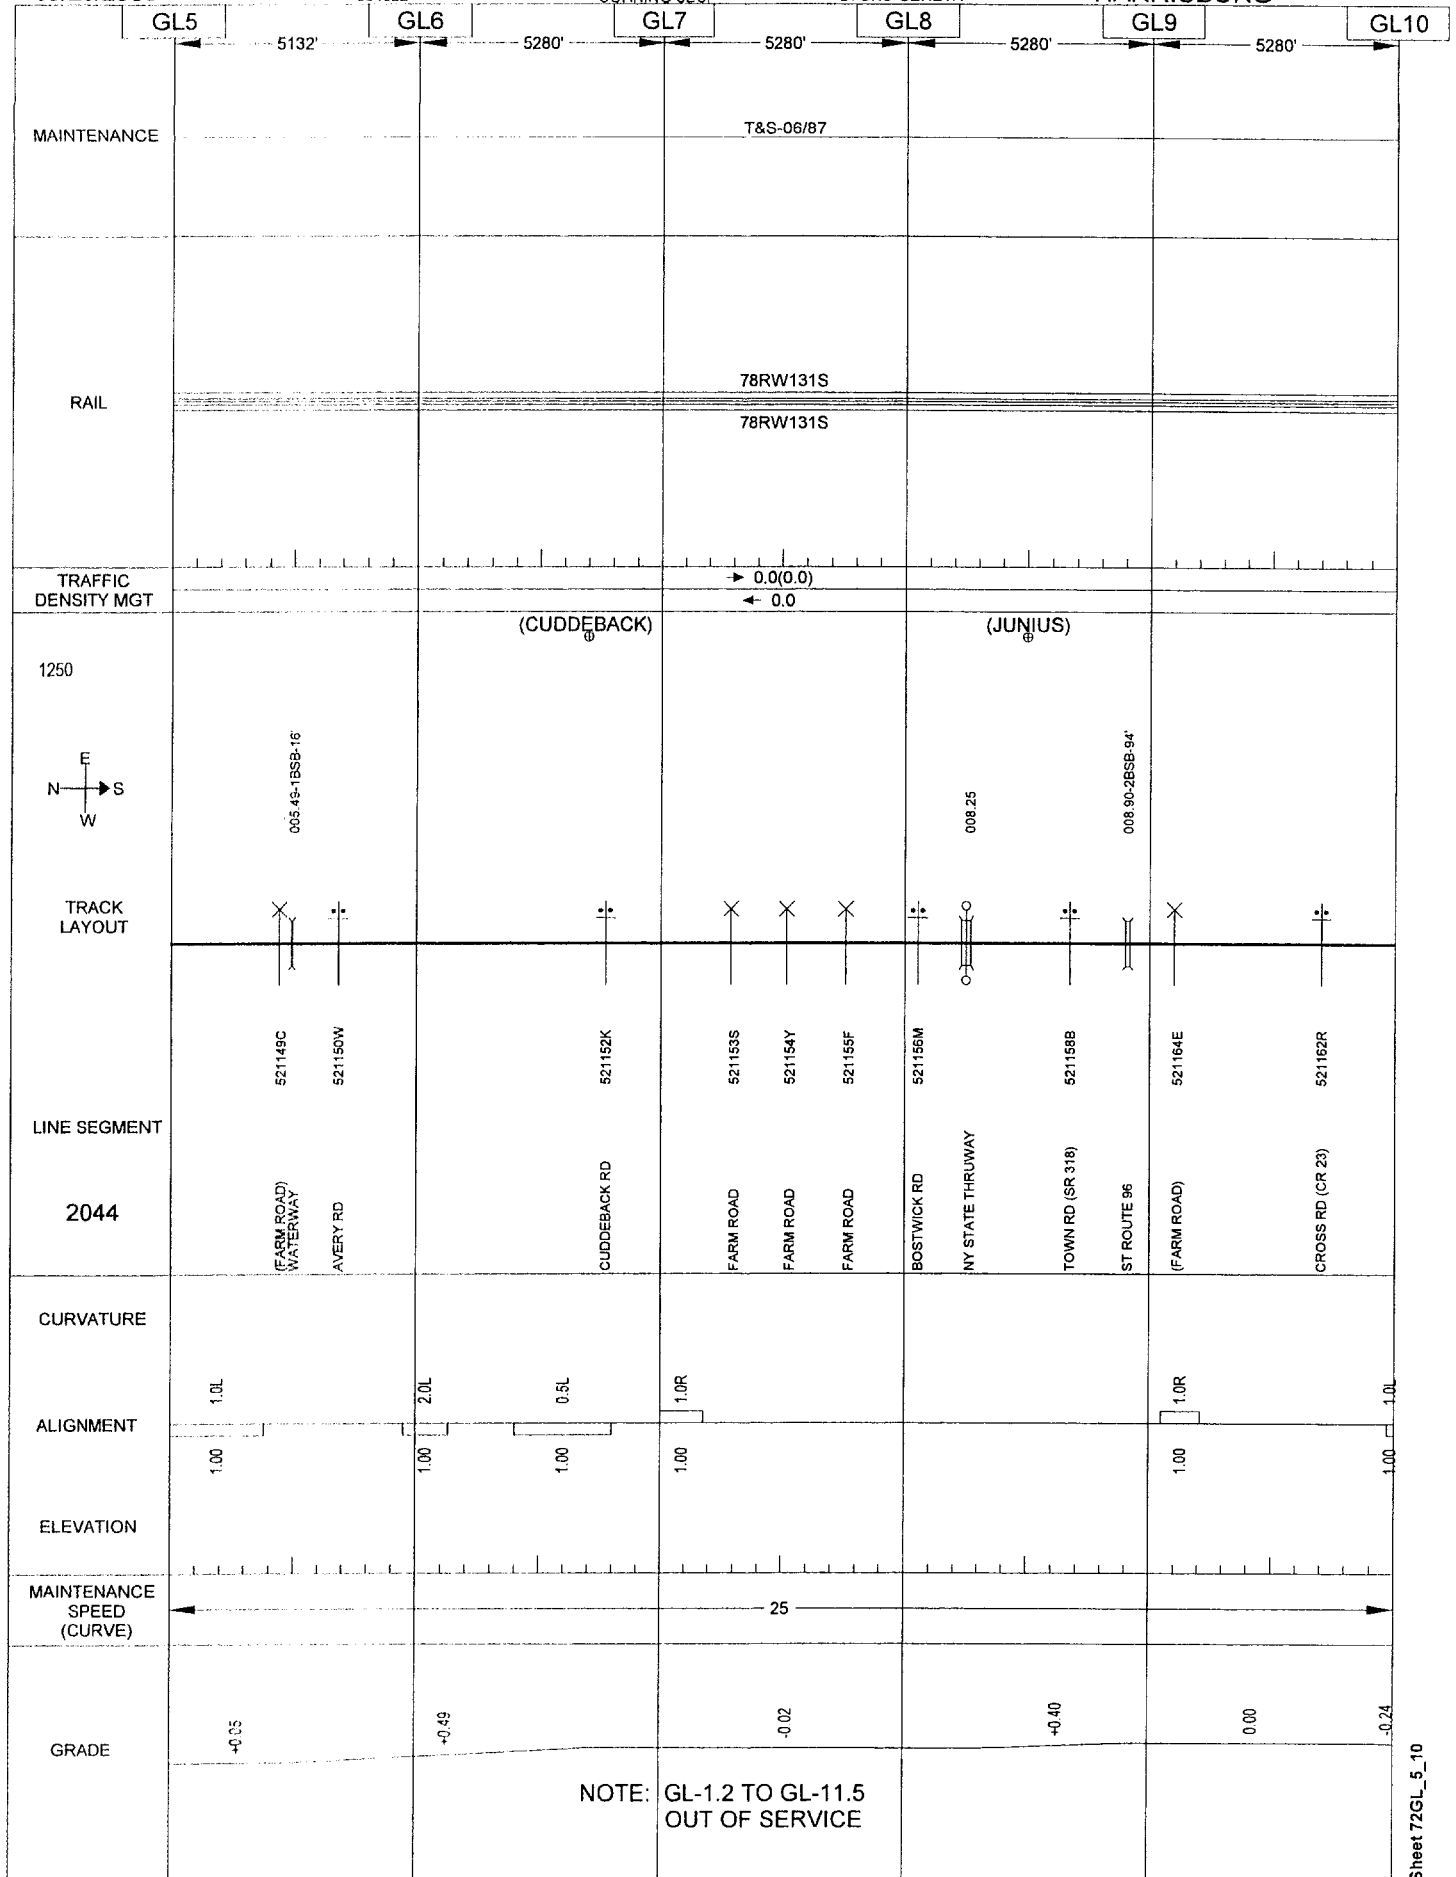 HARRISBURG
GL5
GL6
GL7
GL8
GL9
GL10
5132'
5280'
5280'
5280'
5280'
MAINTENANCE
T&S-06/87
RAIL
78RW131S
78RW131S
TRAFFIC
DENSITY MGT
0.0(0.0)
0.0
(CUDDEBACK)
(JUNIUS)
1250
E
N
S
W
005.49-1BSB-16'
008.25
008.90-2BSB-94'
TRACK
LAYOUT
521149C
521150W
521152K
521153S
521154Y
521155F
521156M
521158B
521164E
521162R
LINE SEGMENT
2044
(FARM ROAD)
WATERWAY
AVERY RD
CUDDEBACK RD
FARM ROAD
FARM ROAD
FARM ROAD
BOSTWICK RD
NY STATE THRUWAY
TOWN RD (SR 318)
ST ROUTE 96
(FARM ROAD)
CROSS RD (CR 23)
CURVATURE
1.0L
2.0L
0.5L
1.0R
1.0R
1.0L
ALIGNMENT
1.00
1.00
1.00
1.00
1.00
1.00
ELEVATION
MAINTENANCE
SPEED
(CURVE)
25
GRADE
+0.05
+0.49
-0.02
+0.40
0.00
-0.24
NOTE: GL-1.2 TO GL-11.5
OUT OF SERVICE
Sheet 72GL_5_10